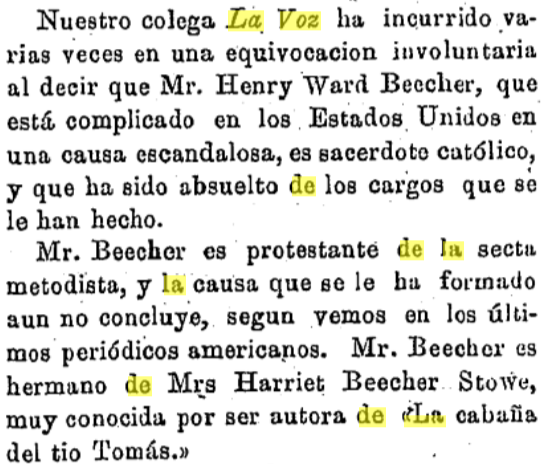 Nuestro colega La Voz ha incurrido va-
rias veces en una equivocacion involuntaria
al decir que Mr. Henry Ward Beecher, que
está complicado en los Estados Unidos en
una causa escandalosa, es sacerdote católico,
y que ha sido absuelto de los cargos que se
le han hecho.
Mr. Beecher es protestante de la secta
metodista, y la causa que se le ha formado
aun no concluye, segun vemos en los últi-
mos periódicos americanos. Mr. Beecher es
hermano de Mrs Harriet Beecher Stowe,
muy conocida por ser autora de «La cabaña
del tio Tomás.»